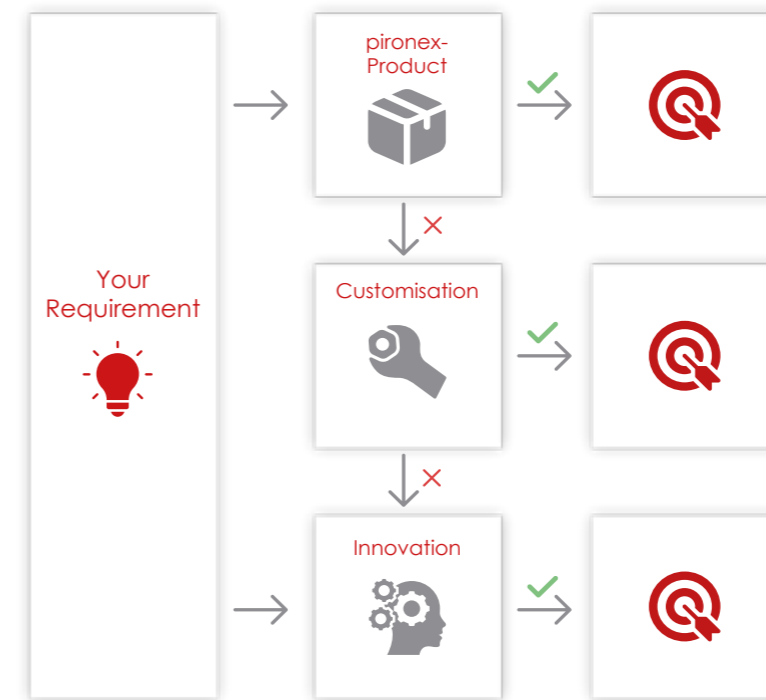 pironex-
Product
Your
Requirement
Customisation
Innovation